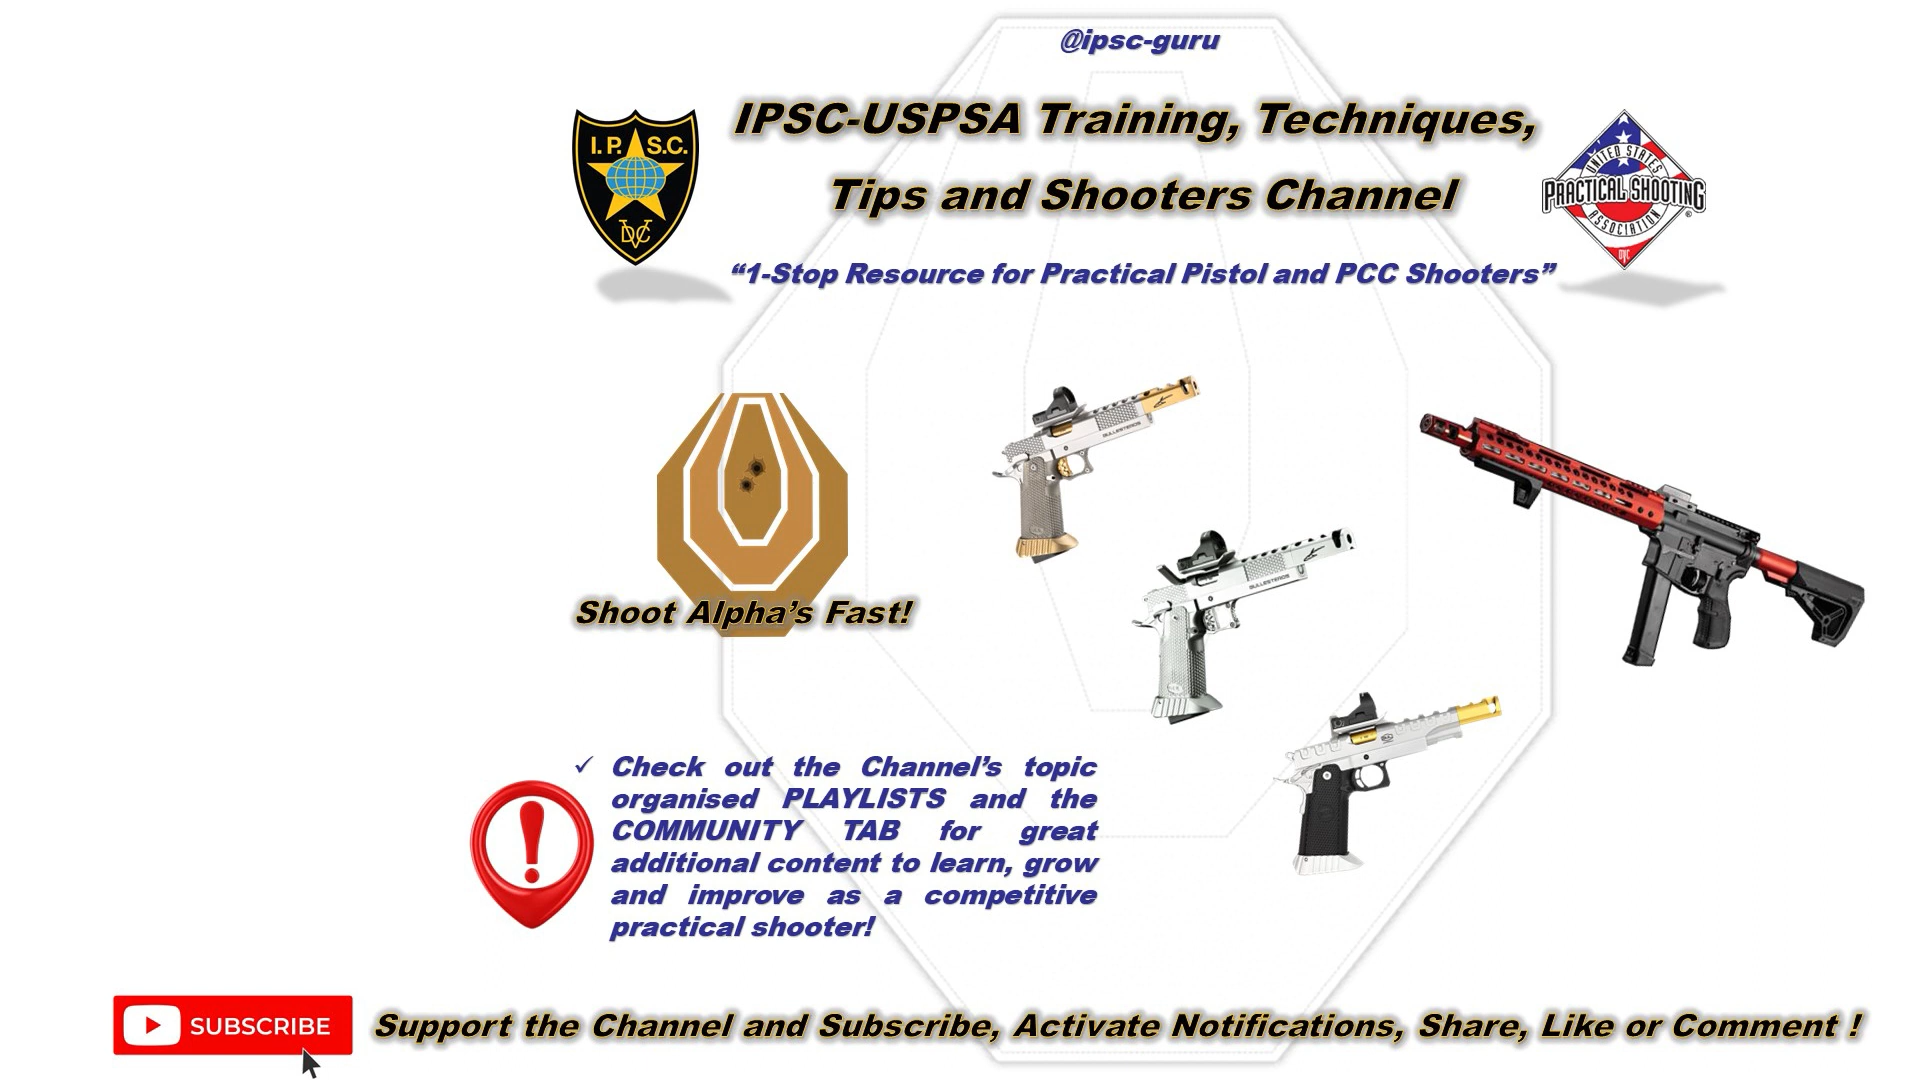 @ipsc-guru
IPSC-USPSA Training, Techniques,
Tips and Shooters Channel
I.P. S.C.
DVC
UNITED STATES
PRACTICAL SHOOTING
ASSOCIATION
DVC
“1-Stop Resource for Practical Pistol and PCC Shooters”
BULLESTEROS
BULLESTEROS
Shoot Alpha’s Fast!
✓ Check out the Channel’s topic
organised PLAYLISTS and the
COMMUNITY TAB for great
additional content to learn, grow
and improve as a competitive
practical shooter!
SUBSCRIBE
Support the Channel and Subscribe, Activate Notifications, Share, Like or Comment !